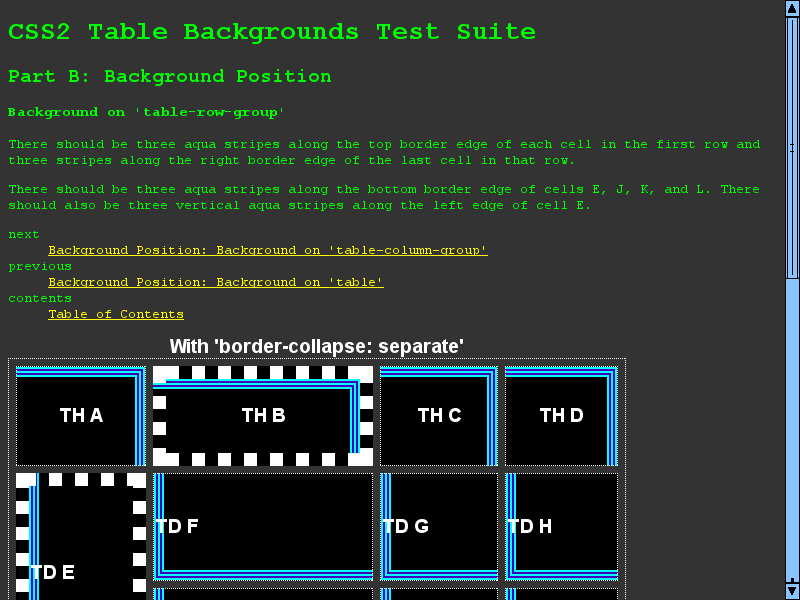 CSS2 Table Backgrounds Test Suite
Part B: Background Position
Background on 'table-row-group'
There should be three aqua stripes along the top border edge of each cell in the first row and
three stripes along the right border edge of the last cell in that row.
There should be three aqua stripes along the bottom border edge of cells E, J, K, and L. There
should also be three vertical aqua stripes along the left edge of cell E.
next
Background Position: Background on 'table-column-group'
previous
Background Position: Background on 'table'
contents
Table of Contents
With 'border-collapse: separate'
TH A TH B TH C TH D
TD F TD G TD H
TD E